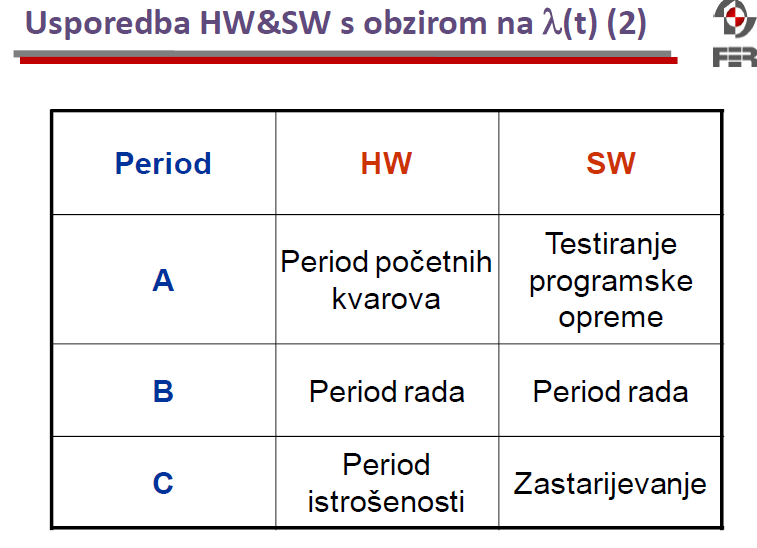 Usporedba HW&SW s obzirom na λ(t) (2)
FER
Period
HW
SW
A
Period početnih
kvarova
Testiranje
programske
opreme
B
Period rada
Period rada
C
Period
istrošenosti
Zastarijevanje